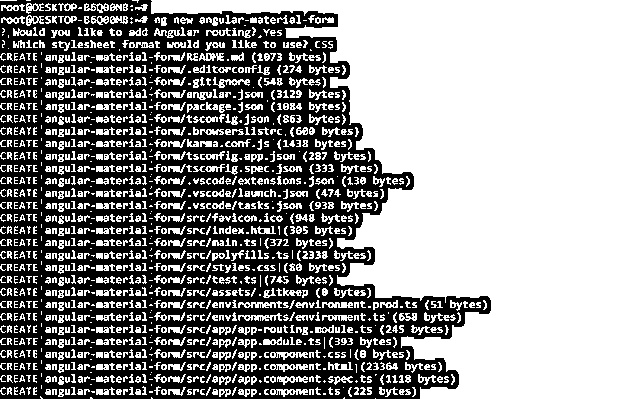 root@DESKTOP-B6Q00MB:~#
root@DESKTOP-B6Q00MB:~# ng new angular-material-form
? Would you like to add Angular routing? Yes
? Which stylesheet format would you like to use? CSS
CREATE angular-material-form/README.md (1073 bytes)
CREATE angular-material-form/.editorconfig (274 bytes)
CREATE angular-material-form/.gitignore (548 bytes)
CREATE angular-material-form/angular.json (3129 bytes)
CREATE angular-material-form/package.json (1084 bytes)
CREATE angular-material-form/tsconfig.json (863 bytes)
CREATE angular-material-form/.browserslistrc (600 bytes)
CREATE angular-material-form/karma.conf.js (1438 bytes)
CREATE angular-material-form/tsconfig.app.json (287 bytes)
CREATE angular-material-form/tsconfig.spec.json (333 bytes)
CREATE angular-material-form/.vscode/extensions.json (130 bytes)
CREATE angular-material-form/.vscode/launch.json (474 bytes)
CREATE angular-material-form/.vscode/tasks.json (938 bytes)
CREATE angular-material-form/src/favicon.ico (948 bytes)
CREATE angular-material-form/src/index.html (305 bytes)
CREATE angular-material-form/src/main.ts (372 bytes)
CREATE angular-material-form/src/polyfills.ts (2338 bytes)
CREATE angular-material-form/src/styles.css (80 bytes)
CREATE angular-material-form/src/test.ts (745 bytes)
CREATE angular-material-form/src/assets/.gitkeep (0 bytes)
CREATE angular-material-form/src/environments/environment.prod.ts (51 bytes)
CREATE angular-material-form/src/environments/environment.ts (658 bytes)
CREATE angular-material-form/src/app/app-routing.module.ts (245 bytes)
CREATE angular-material-form/src/app/app.module.ts (393 bytes)
CREATE angular-material-form/src/app/app.component.css (0 bytes)
CREATE angular-material-form/src/app/app.component.html (23364 bytes)
CREATE angular-material-form/src/app/app.component.spec.ts (1118 bytes)
CREATE angular-material-form/src/app/app.component.ts (225 bytes)